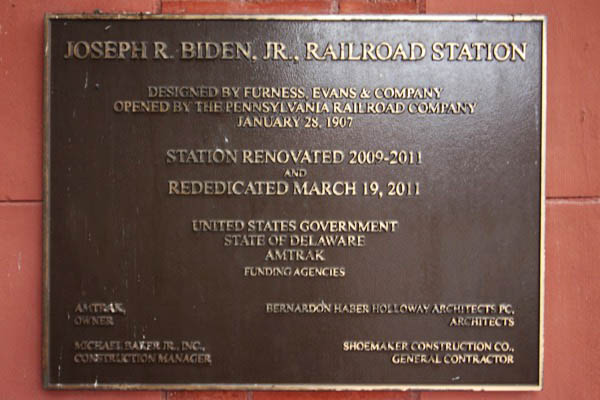 JOSEPH R. BIDEN, JR., RAILROAD STATION
DESIGNED BY FURNESS, EVANS & COMPANY
OPENED BY THE PENNSYLVANIA RAILROAD COMPANY
JANUARY 28, 1907
STATION RENOVATED 2009-2011
AND
REDEDICATED MARCH 19, 2011
UNITED STATES GOVERNMENT
STATE OF DELAWARE
AMTRAK
FUNDING AGENCIES
AMTRAK,
OWNER
BERNARDON HABER HOLLOWAY ARCHITECTS PC,
ARCHITECTS
MICHAEL BAKER JR., INC.,
CONSTRUCTION MANAGER
SHOEMAKER CONSTRUCTION CO.,
GENERAL CONTRACTOR